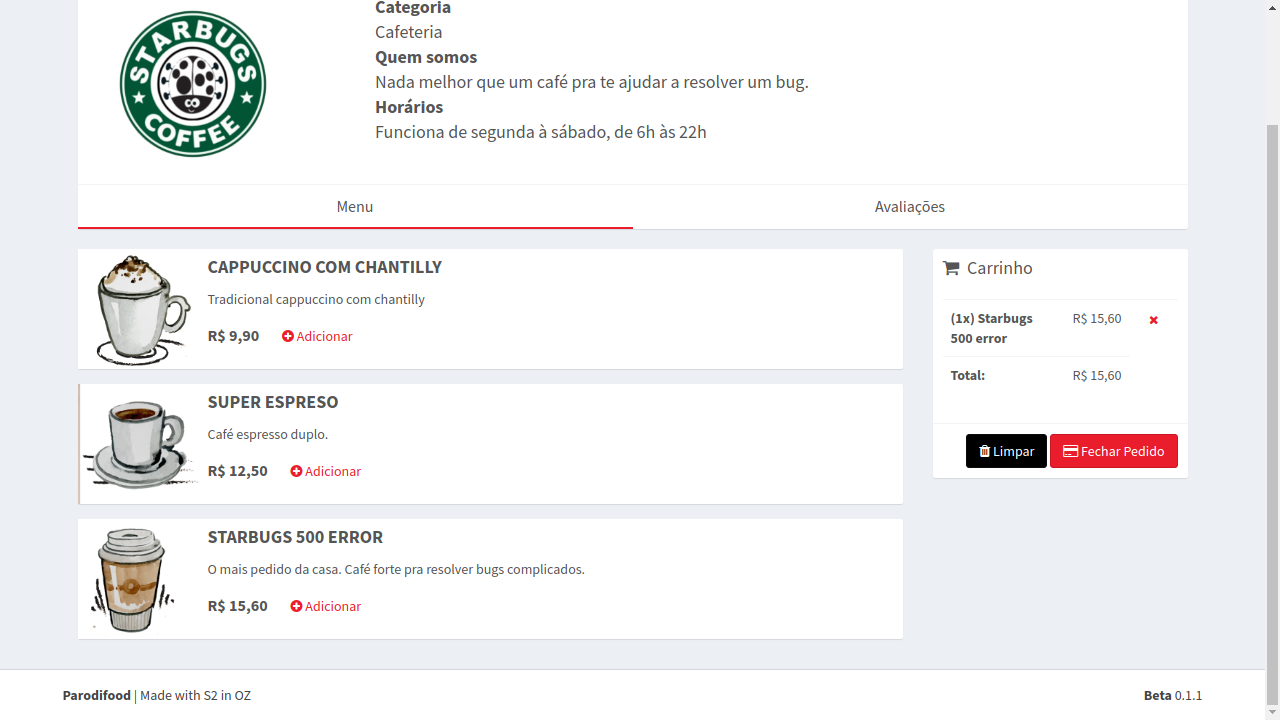 STARBUGS
COFFEE
Categoria
Cafeteria
Quem somos
Nada melhor que um café pra te ajudar a resolver um bug.
Horários
Funciona de segunda à sábado, de 6h às 22h
Menu
Avaliações
CAPPUCCINO COM CHANTILLY
Tradicional cappuccino com chantilly
R$ 9,90 Adicionar
SUPER ESPRESO
Café espresso duplo.
R$ 12,50 Adicionar
STARBUGS 500 ERROR
O mais pedido da casa. Café forte pra resolver bugs complicados.
R$ 15,60 Adicionar
Carrinho
(1x) Starbugs R$ 15,60
500 error
Total: R$ 15,60
Limpar Fechar Pedido
Parodifood | Made with S2 in OZ
Beta 0.1.1